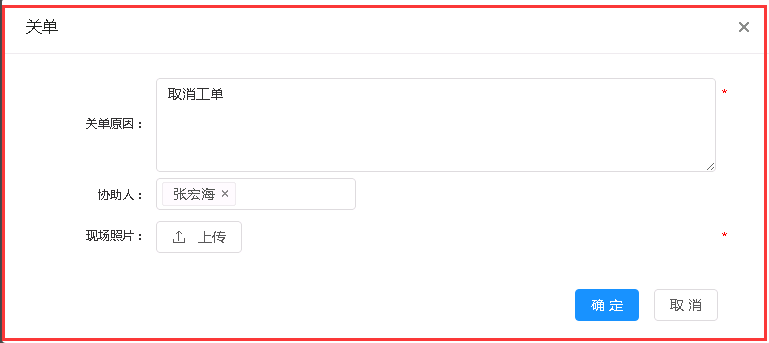 关单
取消工单 *
关单原因：
协助人： 张宏海 ×
现场照片： 上传 *
确 定 取 消